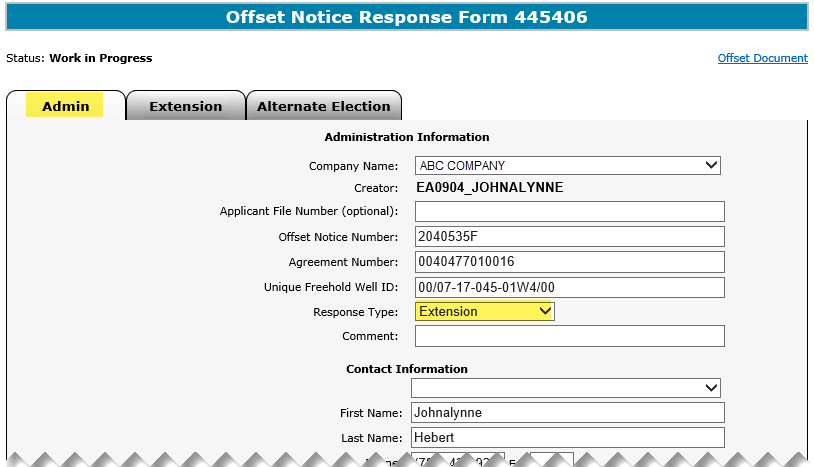 Offset Notice Response Form 445406
Status: Work in Progress
Offset Document
Admin Extension Alternate Election
Administration Information
Company Name: ABC COMPANY
Creator: EA0904_JOHNALYNNE
Applicant File Number (optional):
Offset Notice Number: 2040535F
Agreement Number: 0040477010016
Unique Freehold Well ID: 00/07-17-045-01W4/00
Response Type: Extension
Comment:
Contact Information
First Name: Johnalynne
Last Name: Hebert